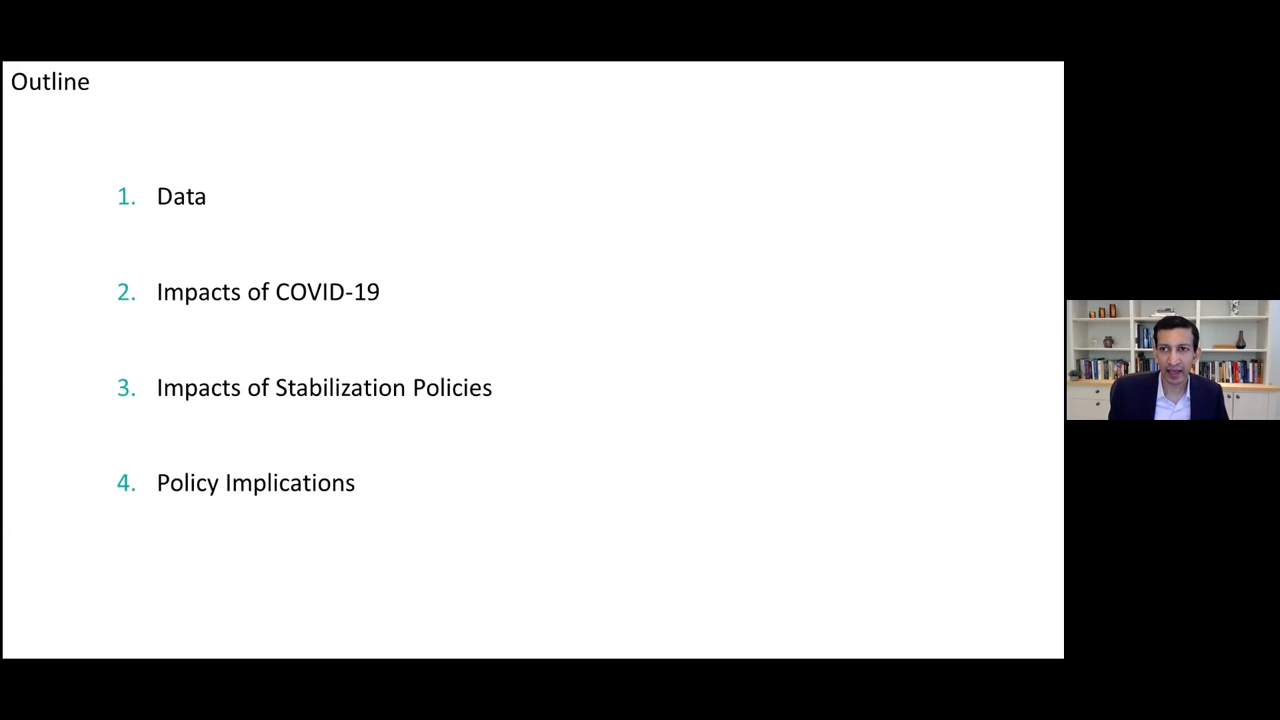 Outline
1. Data
2. Impacts of COVID-19
3. Impacts of Stabilization Policies
4. Policy Implications